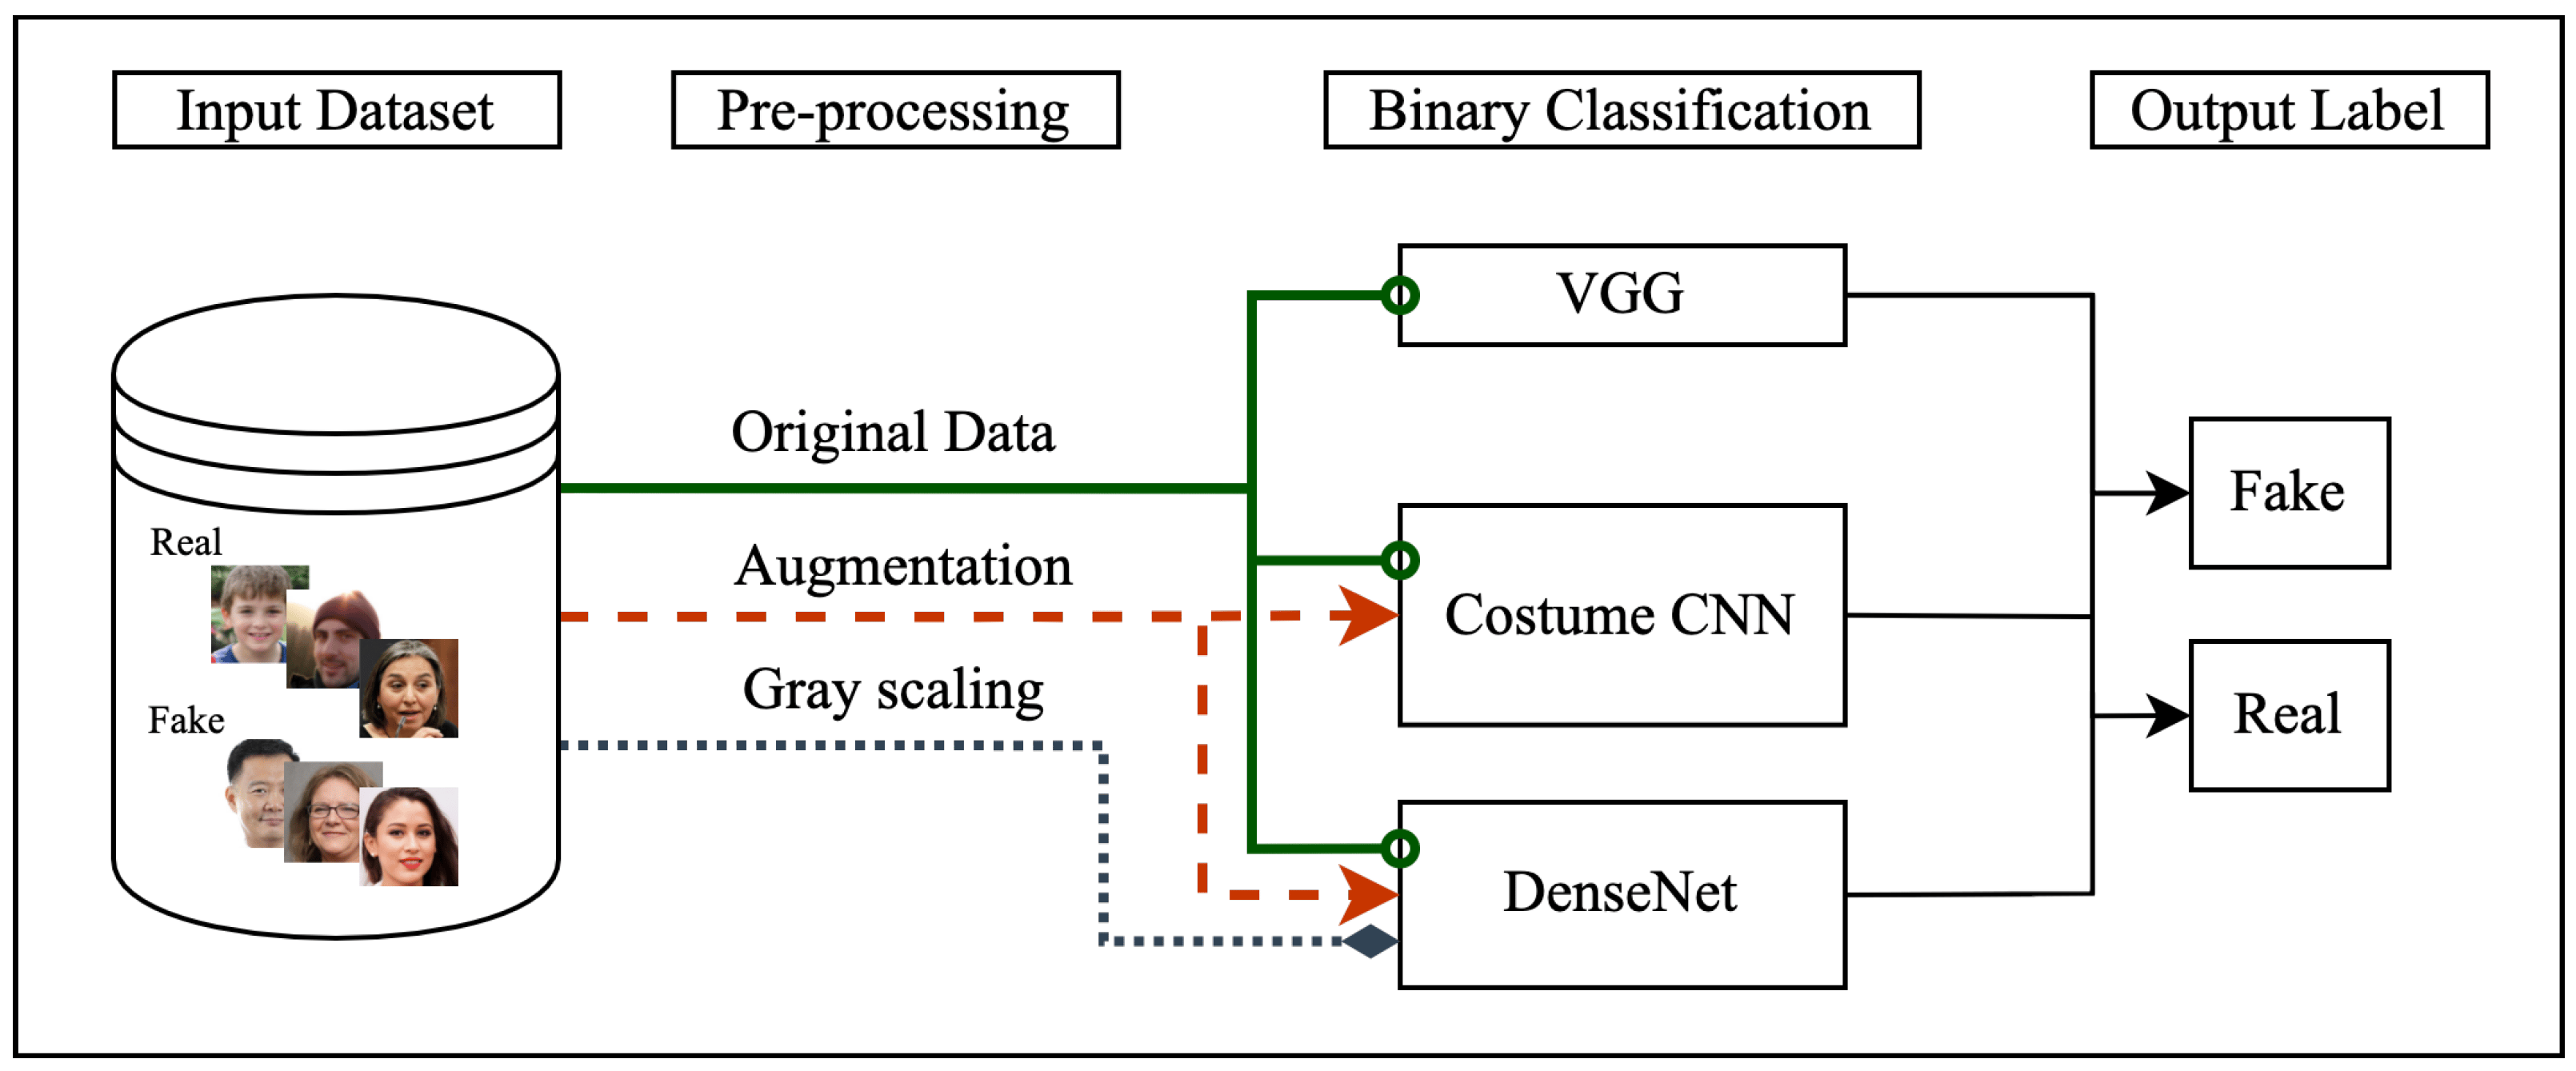 Input Dataset
Pre-processing
Binary Classification
Output Label
Real
Fake
Original Data
Augmentation
Gray scaling
VGG
Costume CNN
DenseNet
Fake
Real